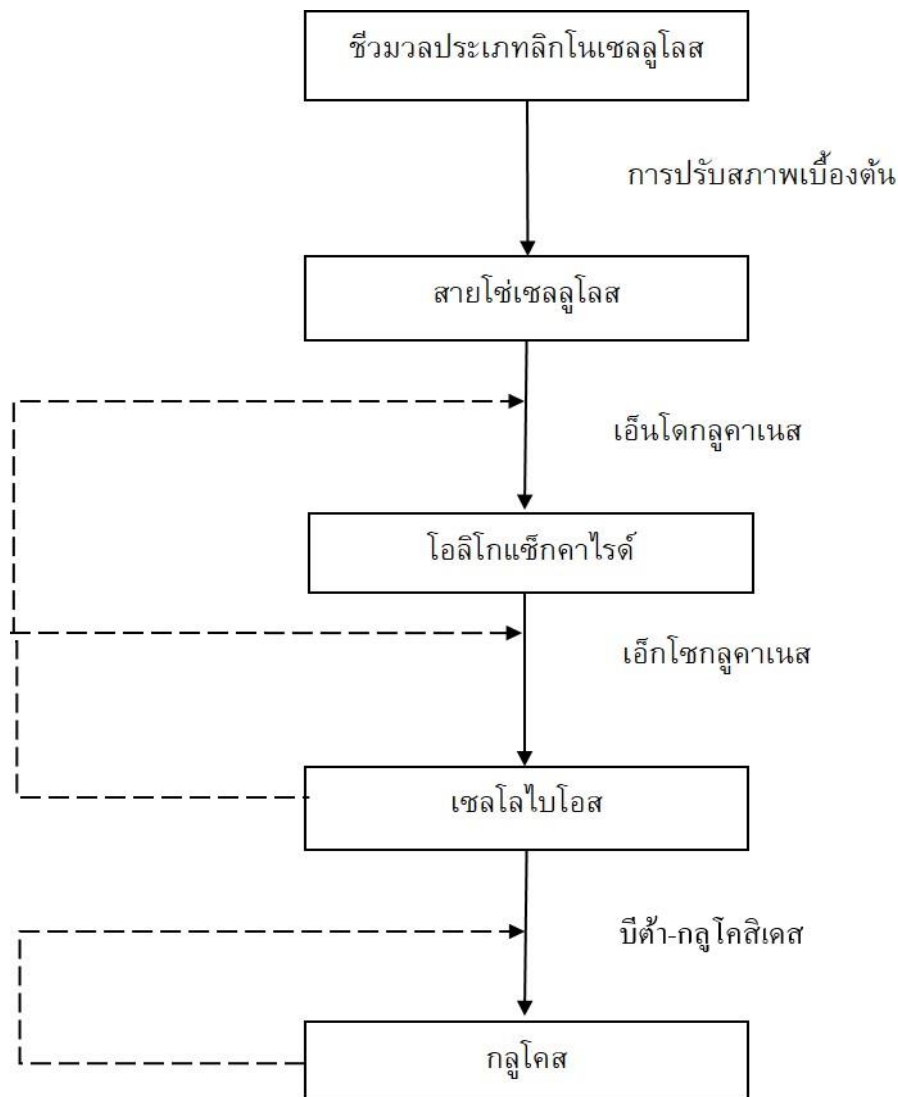 ชีวมวลประเภทลิกโนเซลลูโลส
การปรับสภาพเบื้องต้น
สายโซ่เซลลูโลส
เอ็นโดกลูคาเนส
โอลิโกแซ็กคาไรด์
เอ็กโซกลูคาเนส
เซลโลไบโอส
บีต้า-กลูโคสิเดส
กลูโคส